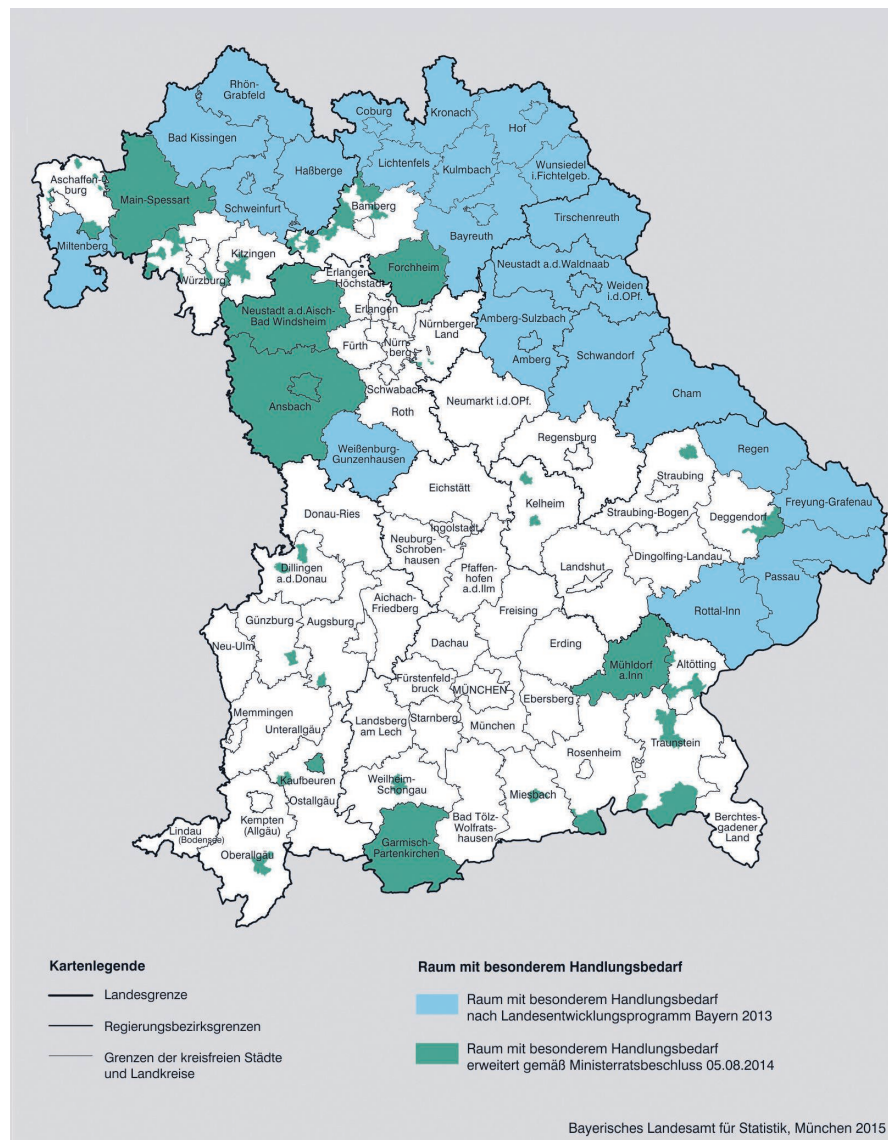 Rhön-
Grabfeld
Bad Kissingen
Coburg
Kronach
Hof
Aschaffen-
burg
Main-Spessart
Haßberge
Lichtenfels
Kulmbach
Wunsiedel
i.Fichtelgeb.
Schweinfurt
Bamberg
Tirschenreuth
Miltenberg
Bayreuth
Kitzingen
Würzburg
Forchheim
Neustadt a.d.Waldnaab
Erlangen-
Höchstadt
Weiden
i.d.OPf.
Neustadt a.d.Aisch-
Bad Windsheim
Erlangen
Nürnberger
Land
Amberg-Sulzbach
Fürth
Nürn-
berg
Amberg
Schwandorf
Schwabach
Ansbach
Roth
Neumarkt i.d.OPf.
Cham
Weißenburg-
Gunzenhausen
Regensburg
Regen
Straubing
Eichstätt
Kelheim
Freyung-Grafenau
Donau-Ries
Straubing-Bogen
Deggendorf
Ingolstadt
Neuburg-
Schroben-
hausen
Dingolfing-Landau
Dillingen
a.d.Donau
Pfaffen-
hofen
a.d.Ilm
Landshut
Passau
Aichach-
Friedberg
Rottal-Inn
Günzburg
Augsburg
Freising
Neu-Ulm
Dachau
Erding
Mühldorf
a.Inn
Altötting
Fürstenfeld-
bruck
MÜNCHEN
Ebersberg
Memmingen
Unterallgäu
Landsberg
am Lech
Starnberg
München
Traunstein
Rosenheim
Kaufbeuren
Ostallgäu
Weilheim-
Schongau
Miesbach
Bad Tölz-
Wolfrats-
hausen
Kempten
(Allgäu)
Berchtes-
gadener
Land
Lindau
(Bodensee)
Oberallgäu
Garmisch-
Partenkirchen
Kartenlegende
Landesgrenze
Regierungsbezirksgrenzen
Grenzen der kreisfreien Städte
und Landkreise
Raum mit besonderem Handlungsbedarf
Raum mit besonderem Handlungsbedarf
nach Landesentwicklungsprogramm Bayern 2013
Raum mit besonderem Handlungsbedarf
erweitert gemäß Ministerratsbeschluss 05.08.2014
Bayerisches Landesamt für Statistik, München 2015